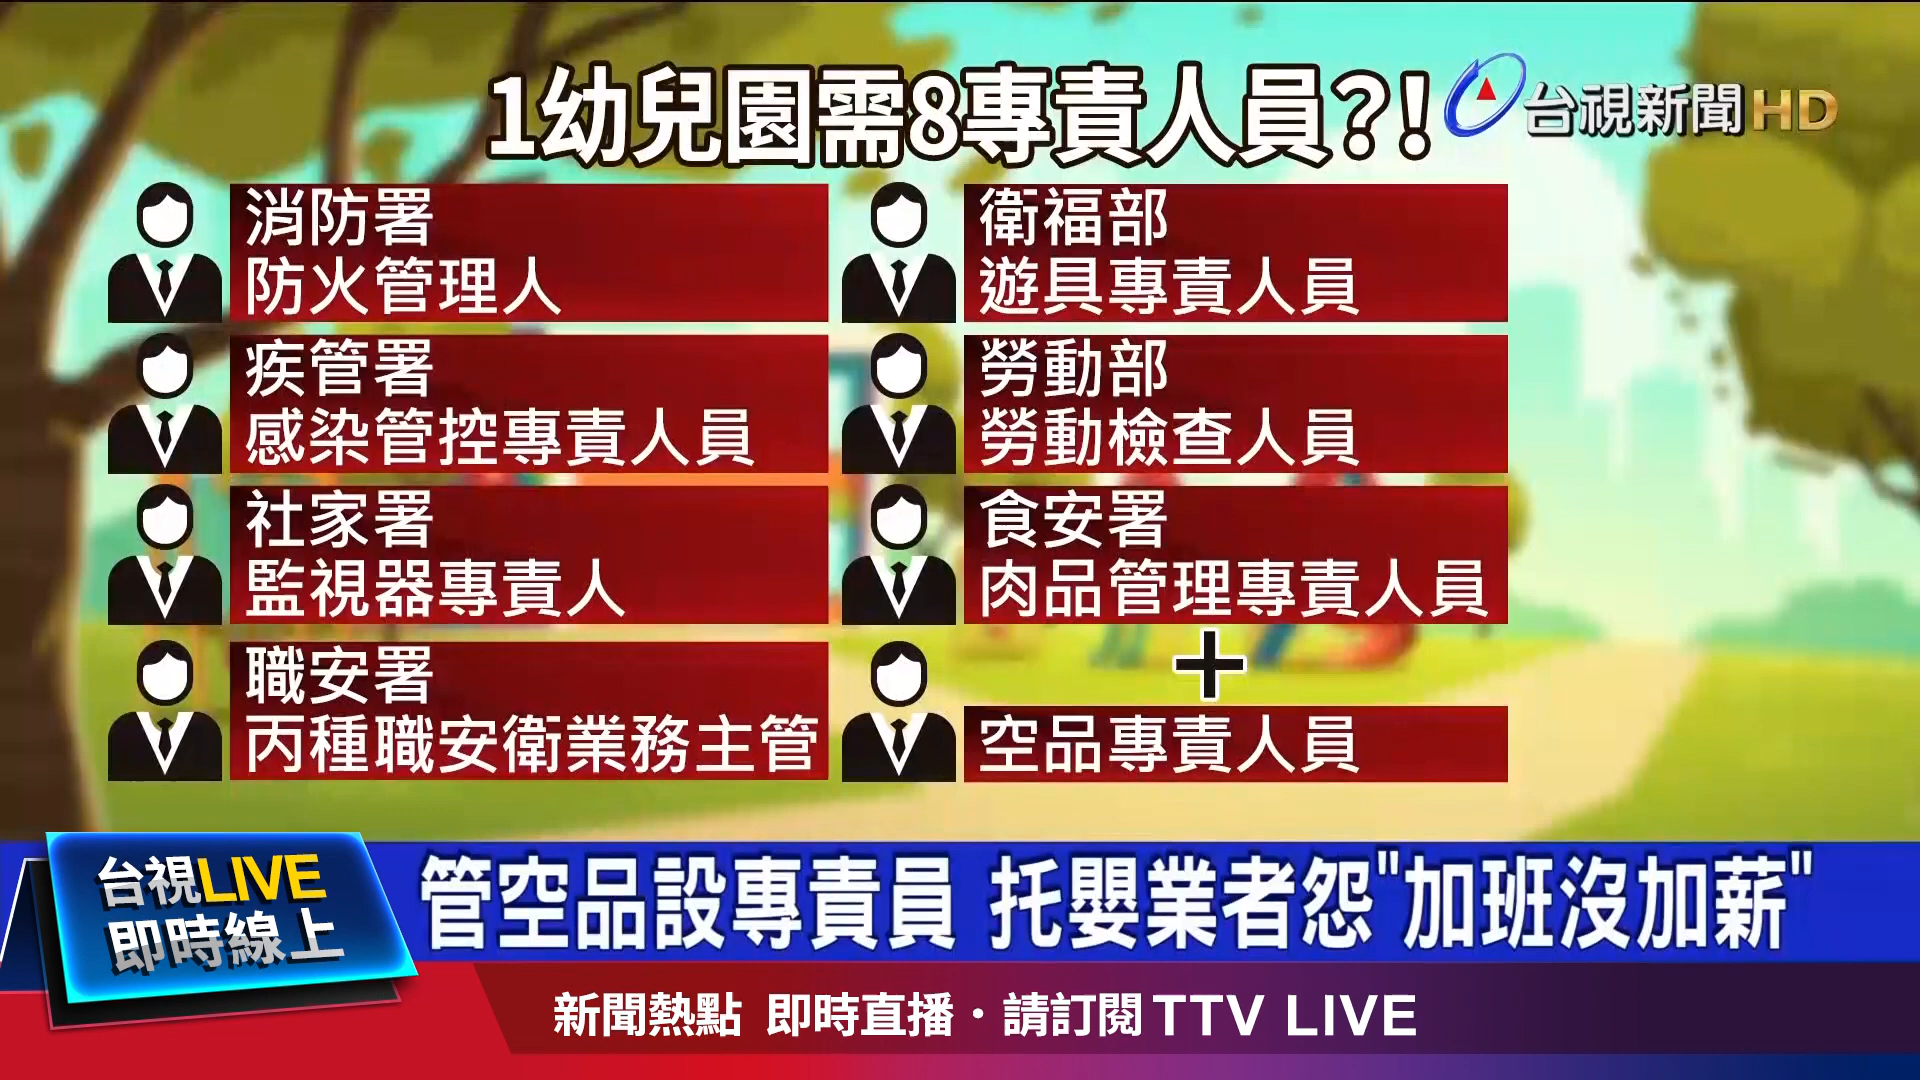 1幼兒園需8專責人員?!
台視新聞HD
消防署
防火管理人
衛福部
遊具專責人員
疾管署
感染管控專責人員
勞動部
勞動檢查人員
社家署
監視器專責人
食安署
肉品管理專責人員
職安署
丙種職安衛業務主管
+
空品專責人員
台視LIVE
即時線上
管空品設專責員 托嬰業者怨"加班沒加薪"
新聞熱點 即時直播・請訂閱TTV LIVE